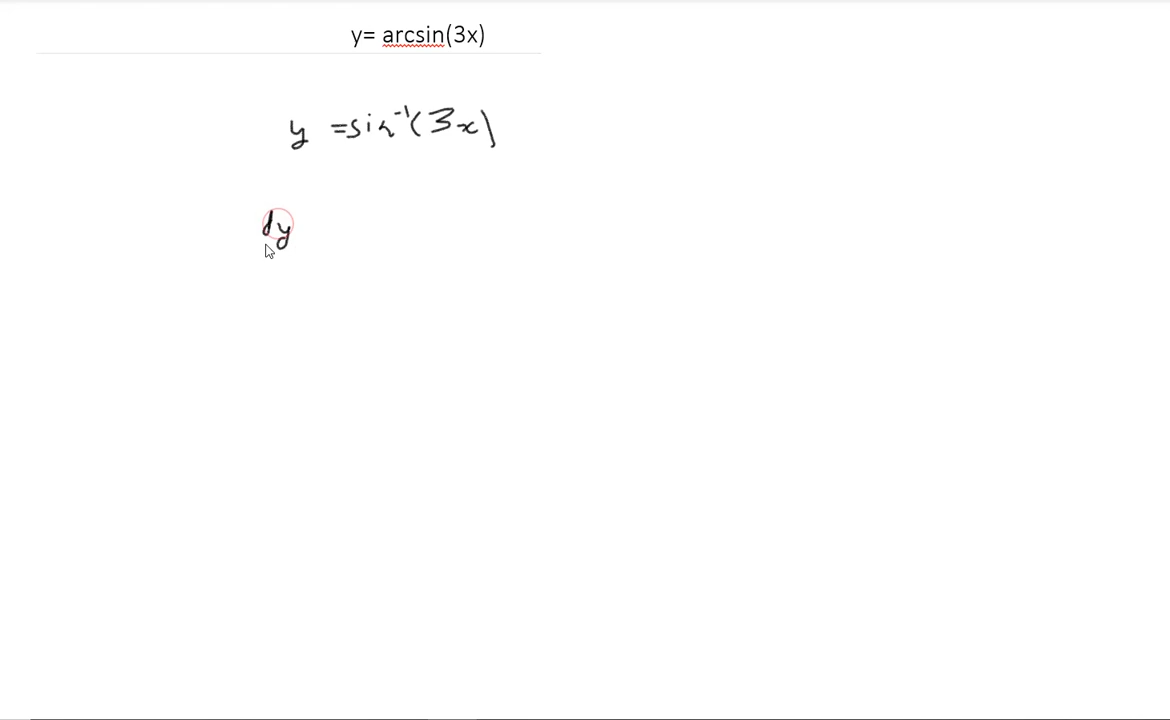 y= arcsin(3x)
y =sin⁻¹(3x)
dy